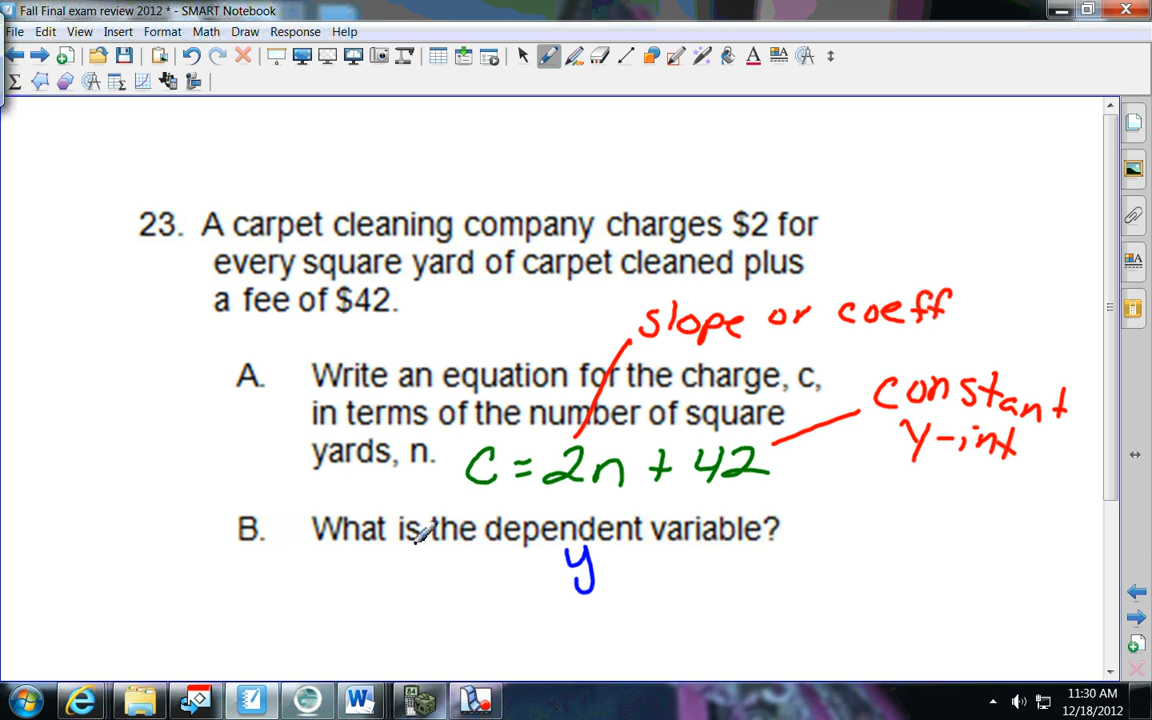 Fall Final exam review 2012 * - SMART Notebook
File Edit View Insert Format Math Draw Response Help
23. A carpet cleaning company charges $2 for
every square yard of carpet cleaned plus
a fee of $42.
slope or coeff
A. Write an equation for the charge, c,
in terms of the number of square
yards, n.
constant
y-int
C = 2n + 42
B. What is the dependent variable?
y
11:30 AM
12/18/2012